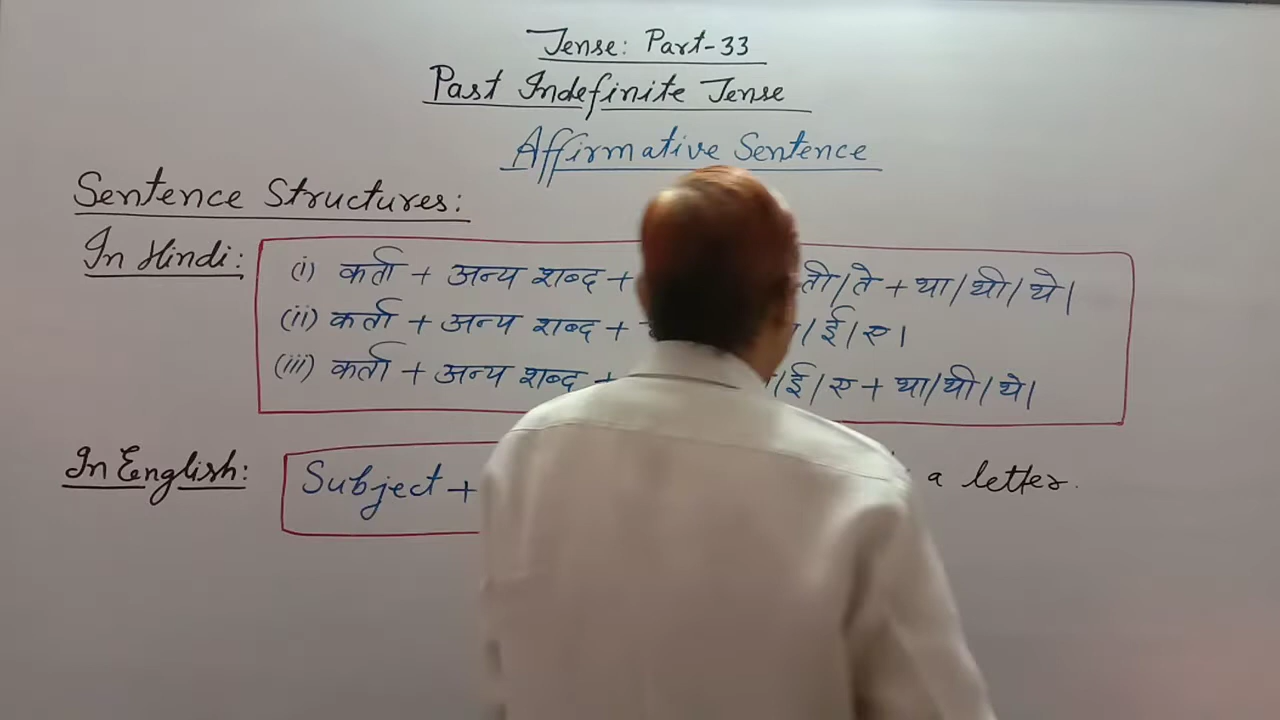 Tense: Part-33
Past Indefinite Tense
Affirmative Sentence
Sentence Structures:
In Hindi:
(i) कर्ता + अन्य शब्द + ती/ते + था/थी/थे।
(ii) कर्ता + अन्य शब्द + /ई/ए।
(iii) कर्ता + अन्य शब्द + /ई/ए + था/थी/थे।
In English: Subject + a letter.